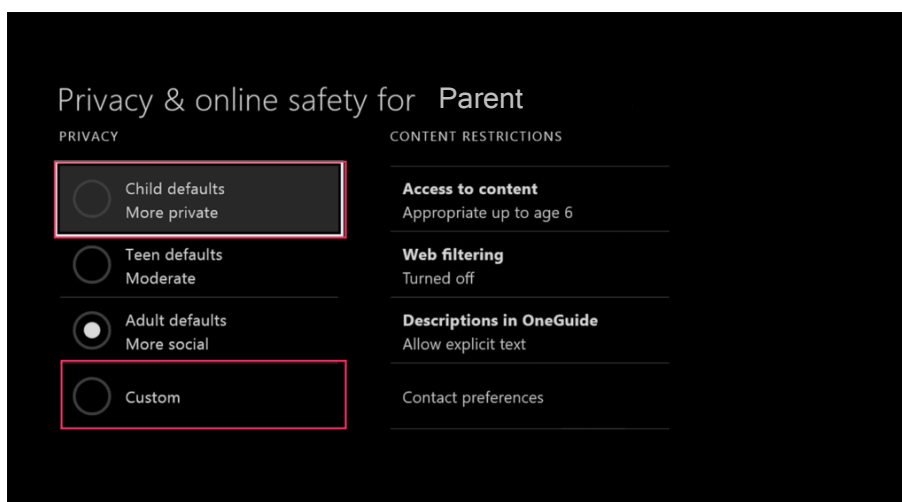 Privacy & online safety for Parent
PRIVACY
Child defaults
More private
Teen defaults
Moderate
Adult defaults
More social
Custom
CONTENT RESTRICTIONS
Access to content
Appropriate up to age 6
Web filtering
Turned off
Descriptions in OneGuide
Allow explicit text
Contact preferences